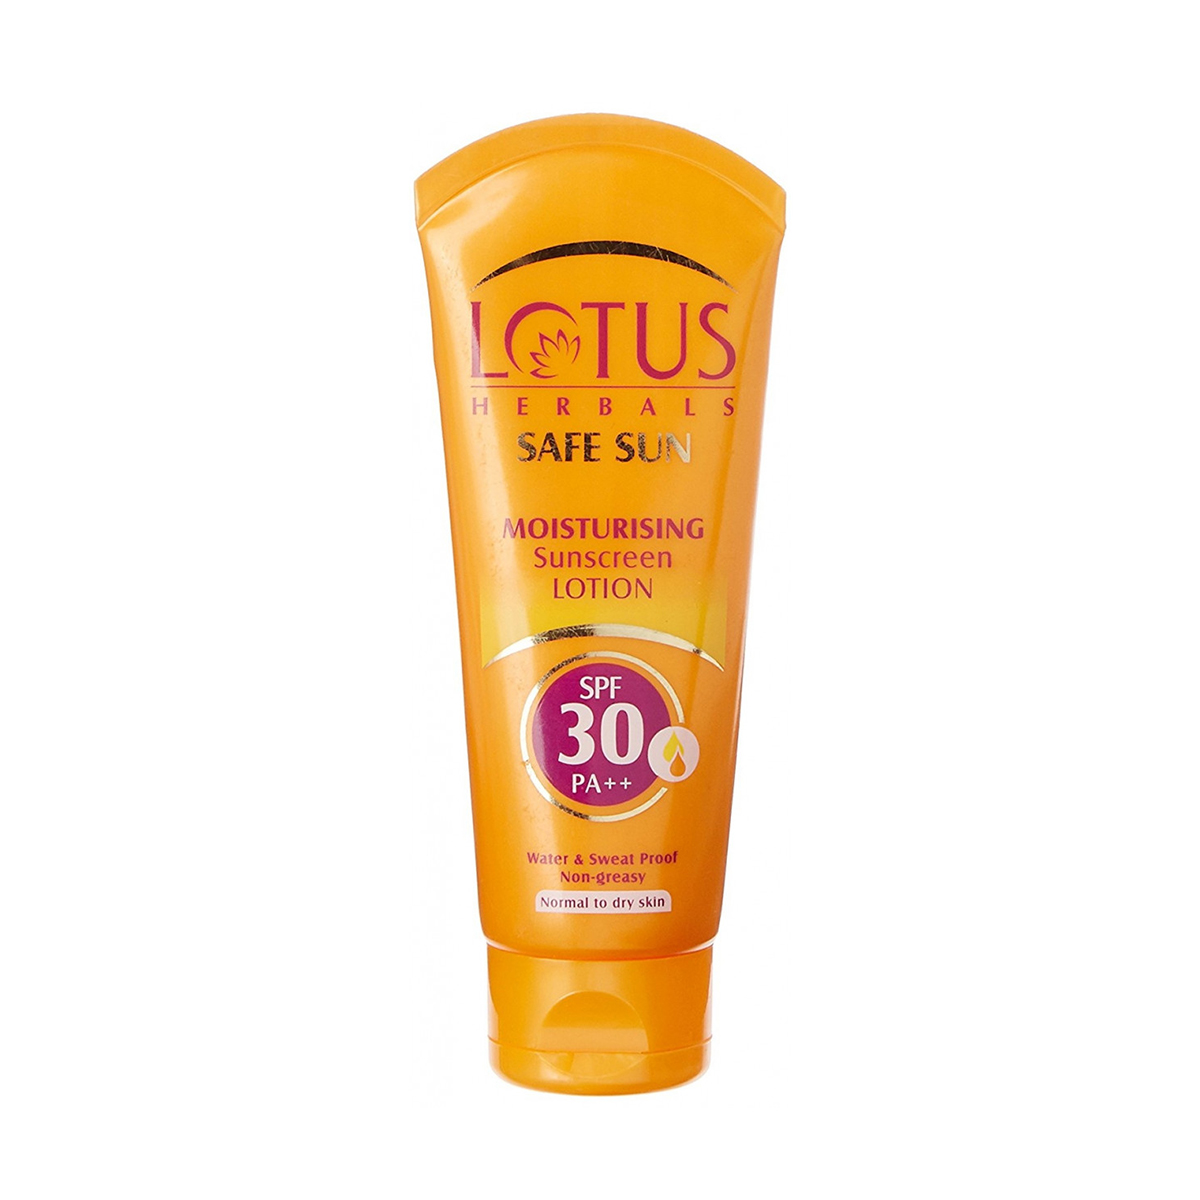 LOTUS
HERBALS
SAFE SUN
MOISTURISING
Sunscreen
LOTION
SPF
30
PA++
Water & Sweat Proof
Non-greasy
Normal to dry skin